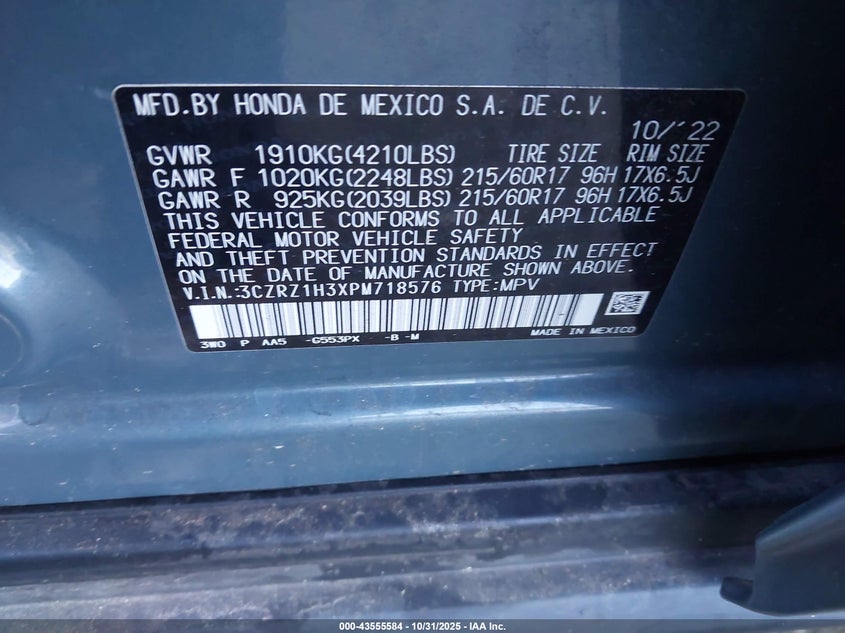 MFD.BY HONDA DE MEXICO S.A. DE C.V.
10/'22
GVWR 1910KG(4210LBS) TIRE SIZE RIM SIZE
GAWR F 1020KG(2248LBS) 215/60R17 96H 17X6.5J
GAWR R 925KG(2039LBS) 215/60R17 96H 17X6.5J
THIS VEHICLE CONFORMS TO ALL APPLICABLE
FEDERAL MOTOR VEHICLE SAFETY
AND THEFT PREVENTION STANDARDS IN EFFECT
ON THE DATE OF MANUFACTURE SHOWN ABOVE.
V.I.N.:3CZRZ1H3XPM718576 TYPE:MPV
3W0 P AA5 -G553PX -B -M MADE IN MEXICO
000-43555584 - 10/31/2025 - IAA Inc.